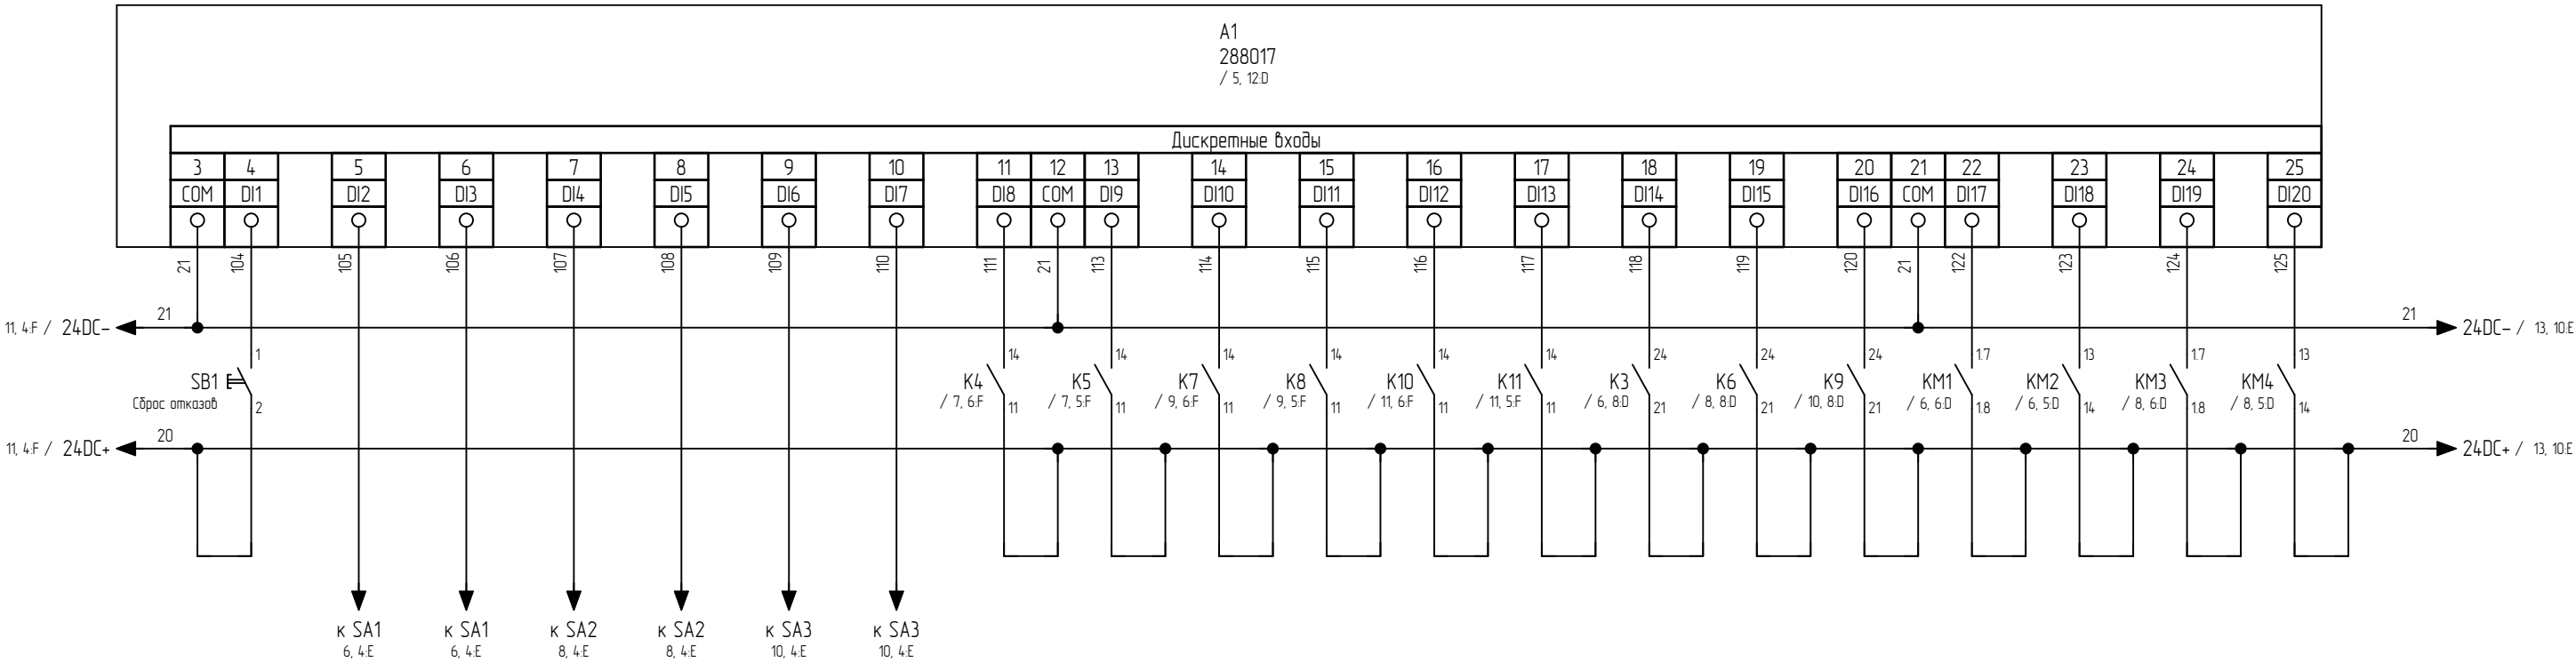 A1
288017
/ 5, 12:D
Дискретные входы
3 4 5 6 7 8 9 10 11 12 13 14 15 16 17 18 19 20 21 22 23 24 25
COM DI1 DI2 DI3 DI4 DI5 DI6 DI7 DI8 COM DI9 DI10 DI11 DI12 DI13 DI14 DI15 DI16 COM DI17 DI18 DI19 DI20
21 104 105 106 107 108 109 110 111 21 113 114 115 116 117 118 119 120 21 122 123 124 125
21 21
11, 4:F / 24DC- 24DC- / 13, 10:E
1 14 14 14 14 14 14 24 24 24 1.7 13 1.7 13
SB1 K4 K5 K7 K8 K10 K11 K3 K6 K9 KM1 KM2 KM3 KM4
Сброс отказов / 7, 6:F / 7, 5:F / 9, 6:F / 9, 5:F / 11, 6:F / 11, 5:F / 6, 8:D / 8, 8:D / 10, 8:D / 6, 6:D / 6, 5:D / 8, 6:D / 8, 5:D
2 11 11 11 11 11 11 21 21 21 1.8 14 1.8 14
20 20
11, 4:F / 24DC+ 24DC+ / 13, 10:E
к SA1 к SA1 к SA2 к SA2 к SA3 к SA3
6, 4:E 6, 4:E 8, 4:E 8, 4:E 10, 4:E 10, 4:E